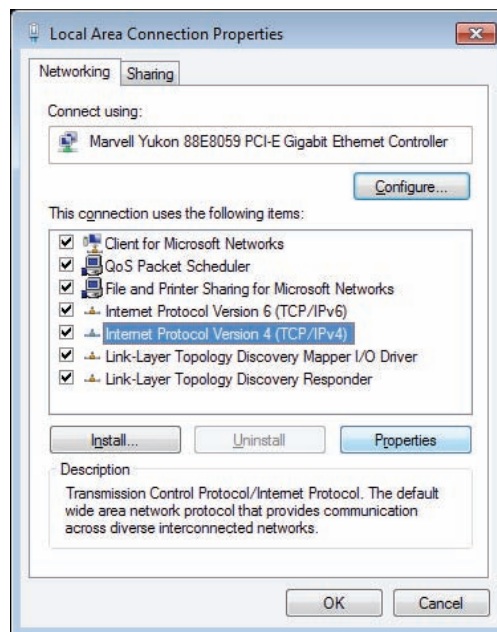 Local Area Connection Properties
Networking
Sharing
Connect using:
Marvell Yukon 88E8059 PCI-E Gigabit Ethernet Controller
Configure...
This connection uses the following items:
Client for Microsoft Networks
QoS Packet Scheduler
File and Printer Sharing for Microsoft Networks
Internet Protocol Version 6 (TCP/IPv6)
Internet Protocol Version 4 (TCP/IPv4)
Link-Layer Topology Discovery Mapper I/O Driver
Link-Layer Topology Discovery Responder
Install...
Uninstall
Properties
Description
Transmission Control Protocol/Internet Protocol. The default
wide area network protocol that provides communication
across diverse interconnected networks.
OK
Cancel